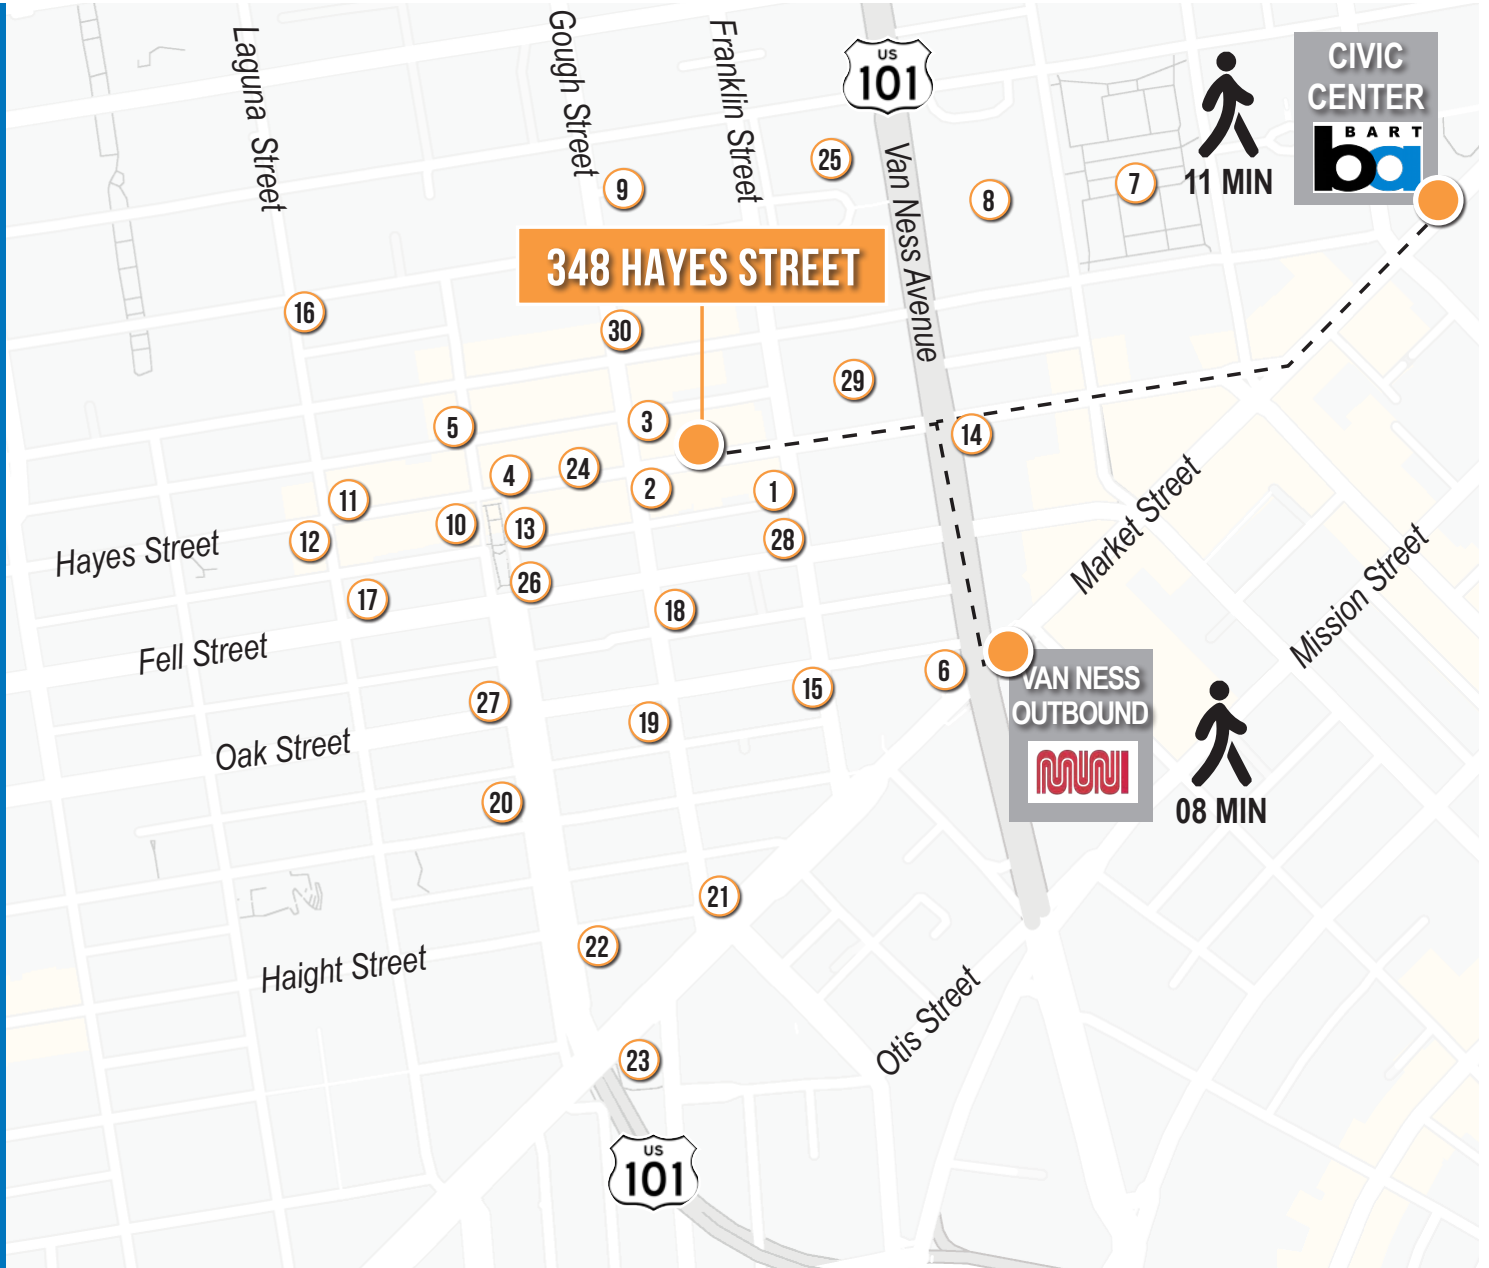 Laguna Street
Gough Street
Franklin Street
US
101
Van Ness Avenue
CIVIC
CENTER
BART
ba
11 MIN
25
9
8
7
348 HAYES STREET
16
30
29
3
5
14
24
4
2
1
11
10
13
12
28
Hayes Street
26
17
18
Market Street
Mission Street
Fell Street
6
15
27
19
VAN NESS
OUTBOUND
MUNI
08 MIN
Oak Street
20
21
22
Haight Street
Otis Street
23
US
101